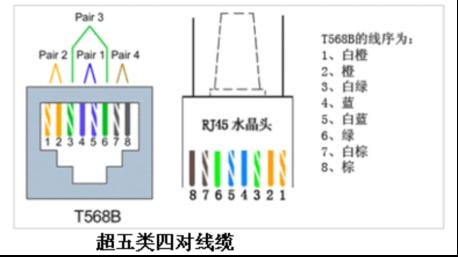 Pair 3
Pair 2 Pair 1 Pair 4
1 2 3 4 5 6 7 8
T568B
RJ45 水晶头
8 7 6 5 4 3 2 1
T568B的线序为:
1、白橙
2、橙
3、白绿
4、蓝
5、白蓝
6、绿
7、白棕
8、棕
超五类四对线缆